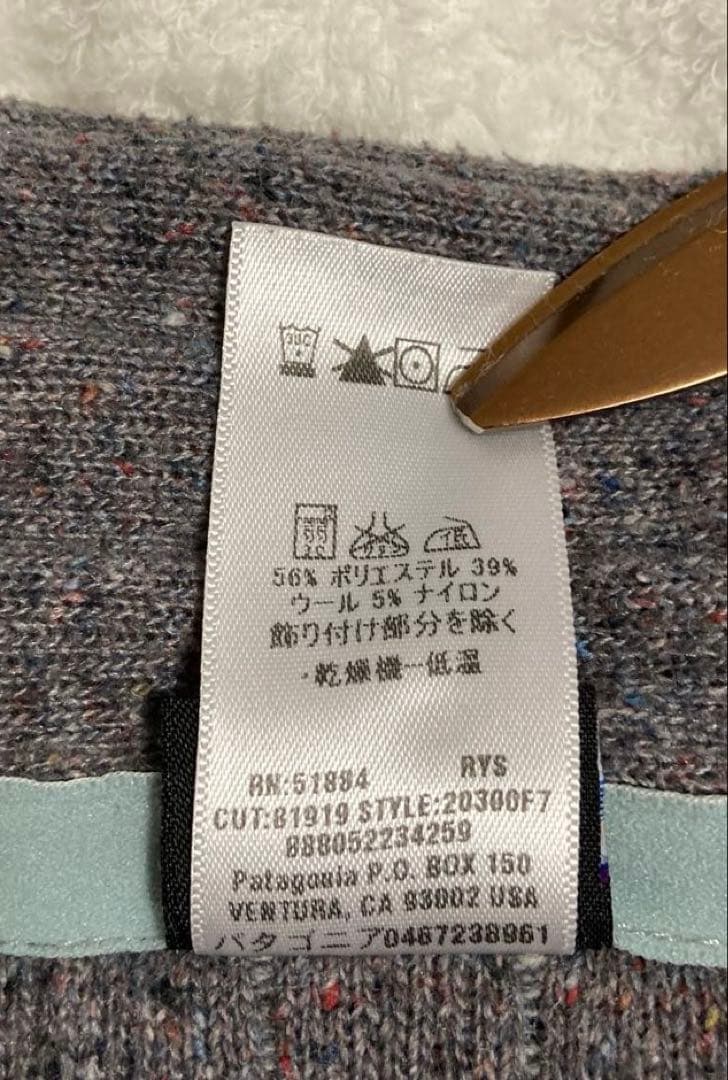 30C
低
56% ポリエステル 39%
ウール 5% ナイロン
飾り付け部分を除く
・乾燥機ー低温
RN:51884 RYS
CUT:81919 STYLE:20300F7
888052234259
Patagonia P.O. BOX 150
VENTURA, CA 93002 USA
パタゴニア0467238961